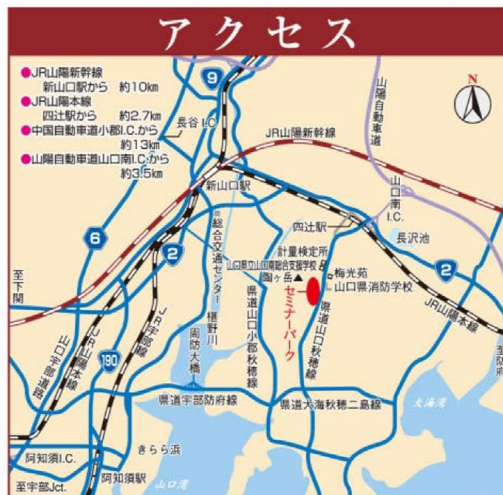 アクセス
●JR山陽新幹線
新山口駅から 約10km
●JR山陽本線
四辻駅から 約2.7km
●中国自動車道小郡I.C.から
約13km
●山陽自動車道山口南I.C.から
約3.5km
9
長谷I.C
山陽自動車道
N
JR山陽新幹線
新山口駅
山口南I.C.
四辻駅
長沢池
6
2
至下関
総合交通センター
山口県立山口南総合支援学校
計量検定所
陶ヶ岳▲
梅光苑
山口県消防学校
セミナーパーク
2
JR山陽本線
至防府
山口宇部道路
JR山陽本線
190
JR宇部線
周防大橋
椹野川
県道山口小郡秋穂線
県道山口秋穂線
県道宇部防府線
県道大海秋穂二島線
大海湾
きらら浜
阿知須I.C.
阿知須駅
至宇部Jct.
山口湾